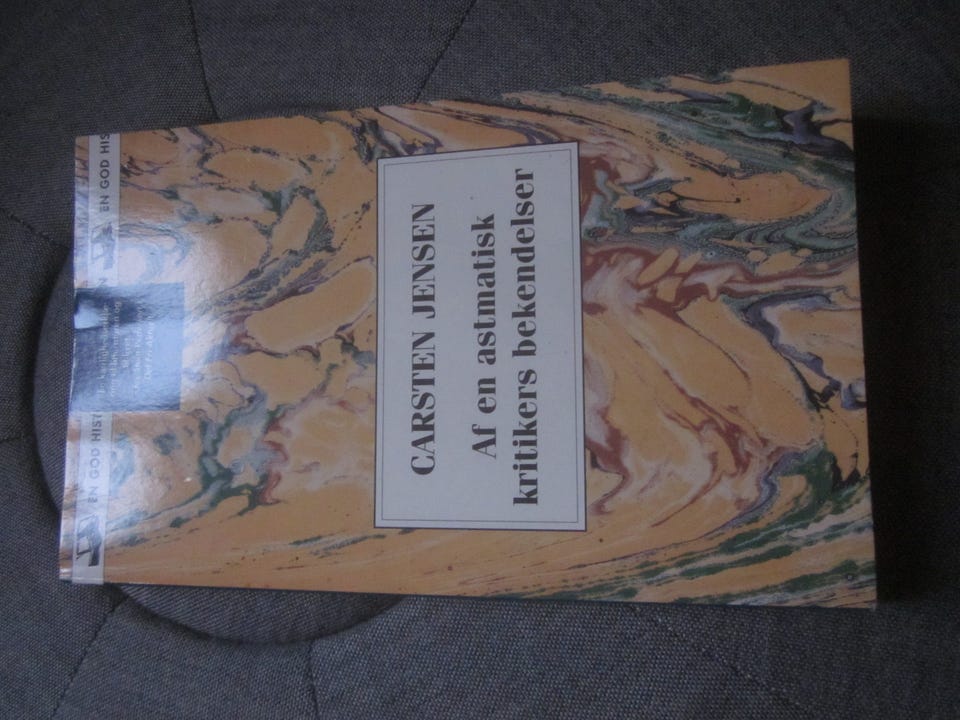 EN GOD HIST
EN GOD HIS
CARSTEN JENSEN
Af en astmatisk
kritikers bekendelser